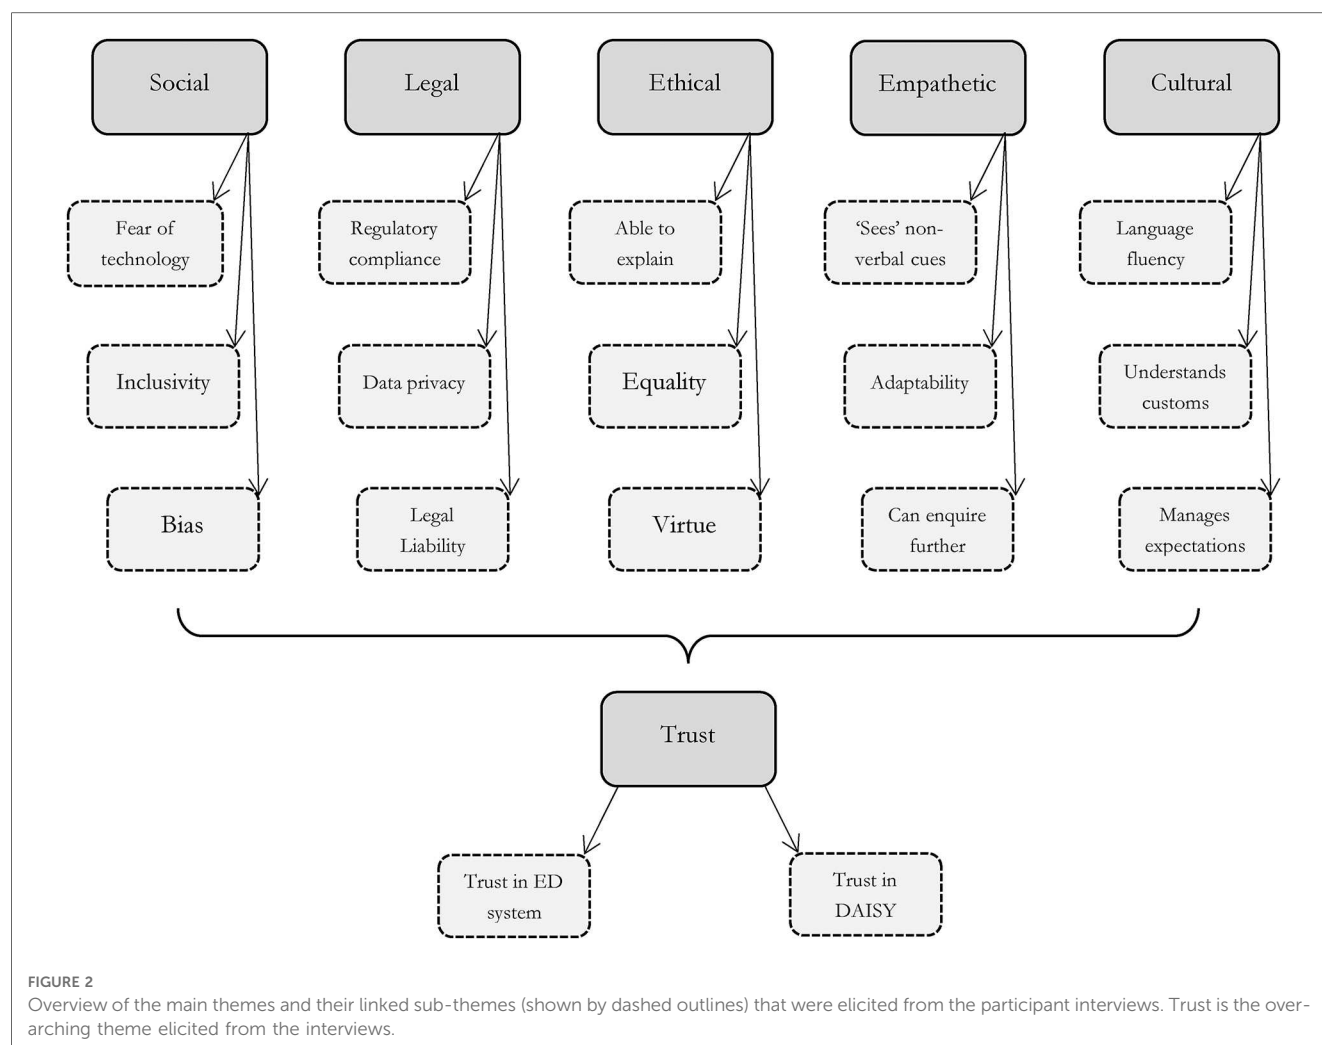 Social
Legal
Ethical
Empathetic
Cultural
Fear of
technology
Regulatory
compliance
Able to
explain
‘Sees’ non-
verbal cues
Language
fluency
Inclusivity
Data privacy
Equality
Adaptability
Understands
customs
Bias
Legal
Liability
Virtue
Can enquire
further
Manages
expectations
Trust
Trust in ED
system
Trust in
DAISY
FIGURE 2
Overview of the main themes and their linked sub-themes (shown by dashed outlines) that were elicited from the participant interviews. Trust is the over-
arching theme elicited from the interviews.